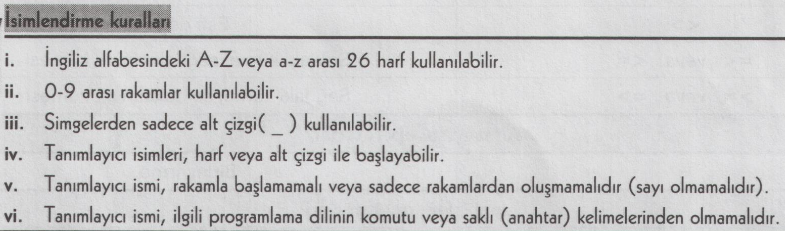 İsimlendirme kuralları
i. İngiliz alfabesindeki A-Z veya a-z arası 26 harf kullanılabilir.
ii. 0-9 arası rakamlar kullanılabilir.
iii. Simgelerden sadece alt çizgi( _ ) kullanılabilir.
iv. Tanımlayıcı isimleri, harf veya alt çizgi ile başlayabilir.
v. Tanımlayıcı ismi, rakamla başlamamalı veya sadece rakamlardan oluşmamalıdır (sayı olmamalıdır).
vi. Tanımlayıcı ismi, ilgili programlama dilinin komutu veya saklı (anahtar) kelimelerinden olmamalıdır.